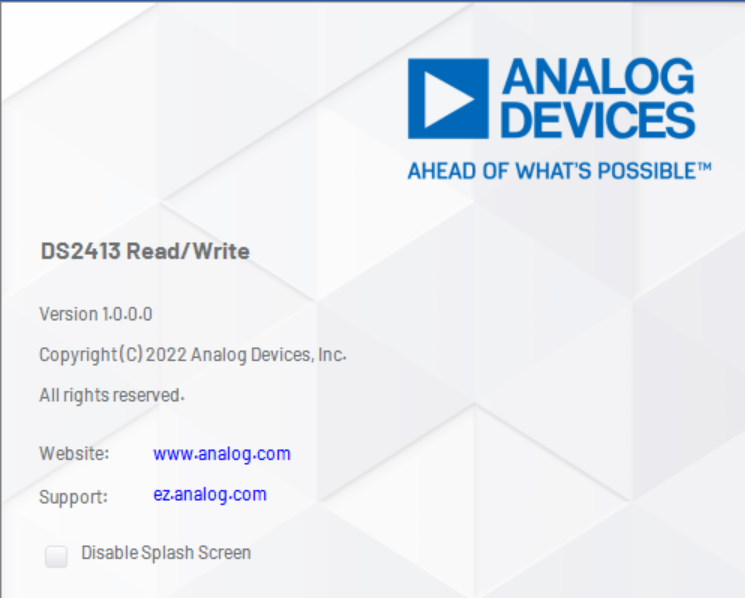 ANALOG
DEVICES
AHEAD OF WHAT'S POSSIBLE™
DS2413 Read/Write
Version 1.0.0.0
Copyright (C) 2022 Analog Devices, Inc.
All rights reserved.
Website: www.analog.com
Support: ez.analog.com
Disable Splash Screen